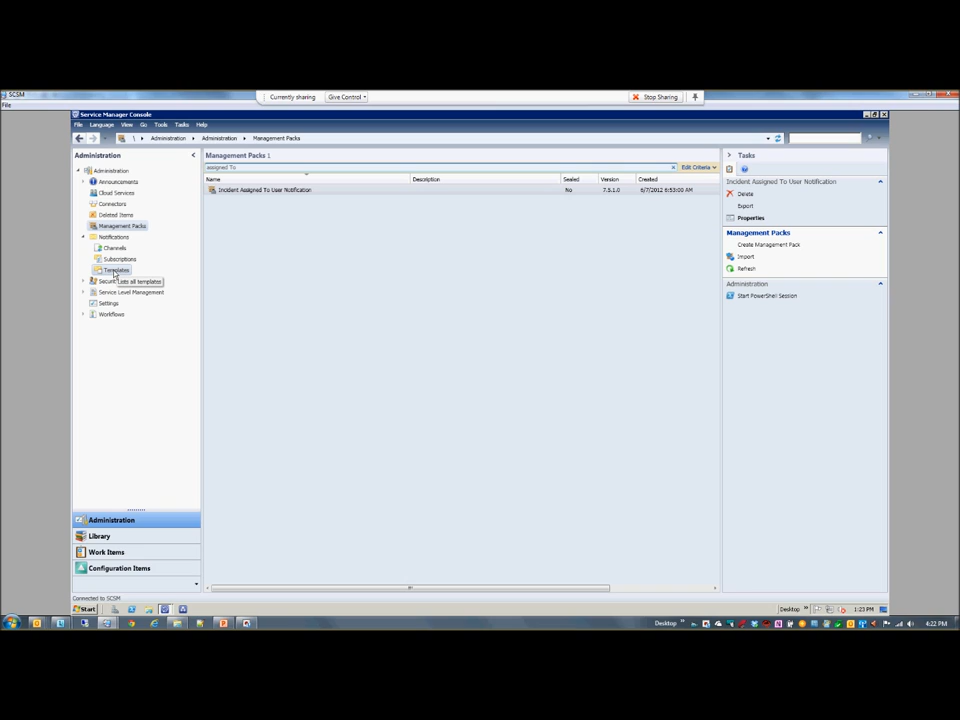 SCSM
File
Currently sharing
Give Control
Stop Sharing
Service Manager Console
File Language View Go Tools Tasks Help
\ Administration Administration Management Packs
Administration
Administration
Announcements
Cloud Services
Connectors
Deleted Items
Management Packs
Notifications
Channels
Subscriptions
Templates
Lists all templates
Service Level Management
Settings
Workflows
Administration
Library
Work Items
Configuration Items
Connected to SCSM
Management Packs 1
assigned To
Edit Criteria
Name Description Sealed Version Created
Incident Assigned To User Notification No 7.5.1.0 6/7/2012 6:53:00 AM
Tasks
Incident Assigned To User Notification
Delete
Export
Properties
Management Packs
Create Management Pack
Import
Refresh
Administration
Start PowerShell Session
Start
Desktop
1:23 PM
Desktop
4:22 PM